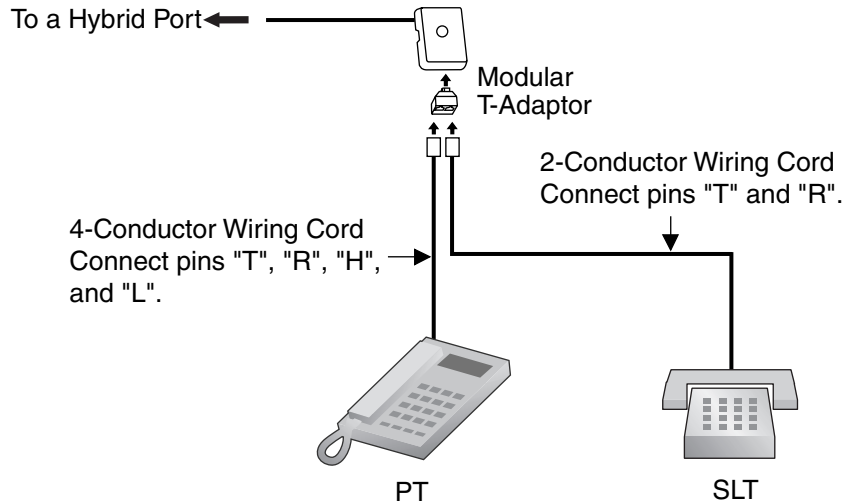 To a Hybrid Port
Modular
T-Adaptor
2-Conductor Wiring Cord
Connect pins "T" and "R".
4-Conductor Wiring Cord
Connect pins "T", "R", "H",
and "L".
PT
SLT